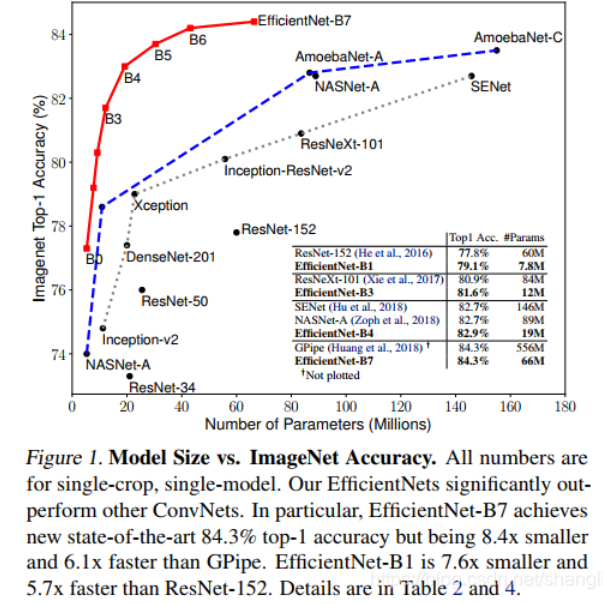 84
82
80
78
76
74
Imagenet Top-1 Accuracy (%)
EfficientNet-B7
B6
B5
B4
B3
B0
AmoebaNet-C
AmoebaNet-A
NASNet-A
SENet
ResNeXt-101
Inception-ResNet-v2
Xception
ResNet-152
DenseNet-201
ResNet-50
Inception-v2
NASNet-A
ResNet-34
Top1 Acc. #Params
ResNet-152 (He et al., 2016) 77.8% 60M
EfficientNet-B1 79.1% 7.8M
ResNeXt-101 (Xie et al., 2017) 80.9% 84M
EfficientNet-B3 81.6% 12M
SENet (Hu et al., 2018) 82.7% 146M
NASNet-A (Zoph et al., 2018) 82.7% 89M
EfficientNet-B4 82.9% 19M
GPipe (Huang et al., 2018) † 84.3% 556M
EfficientNet-B7 84.3% 66M
†Not plotted
0 20 40 60 80 100 120 140 160 180
Number of Parameters (Millions)
Figure 1. Model Size vs. ImageNet Accuracy. All numbers are
for single-crop, single-model. Our EfficientNets significantly out-
perform other ConvNets. In particular, EfficientNet-B7 achieves
new state-of-the-art 84.3% top-1 accuracy but being 8.4x smaller
and 6.1x faster than GPipe. EfficientNet-B1 is 7.6x smaller and
5.7x faster than ResNet-152. Details are in Table 2 and 4.